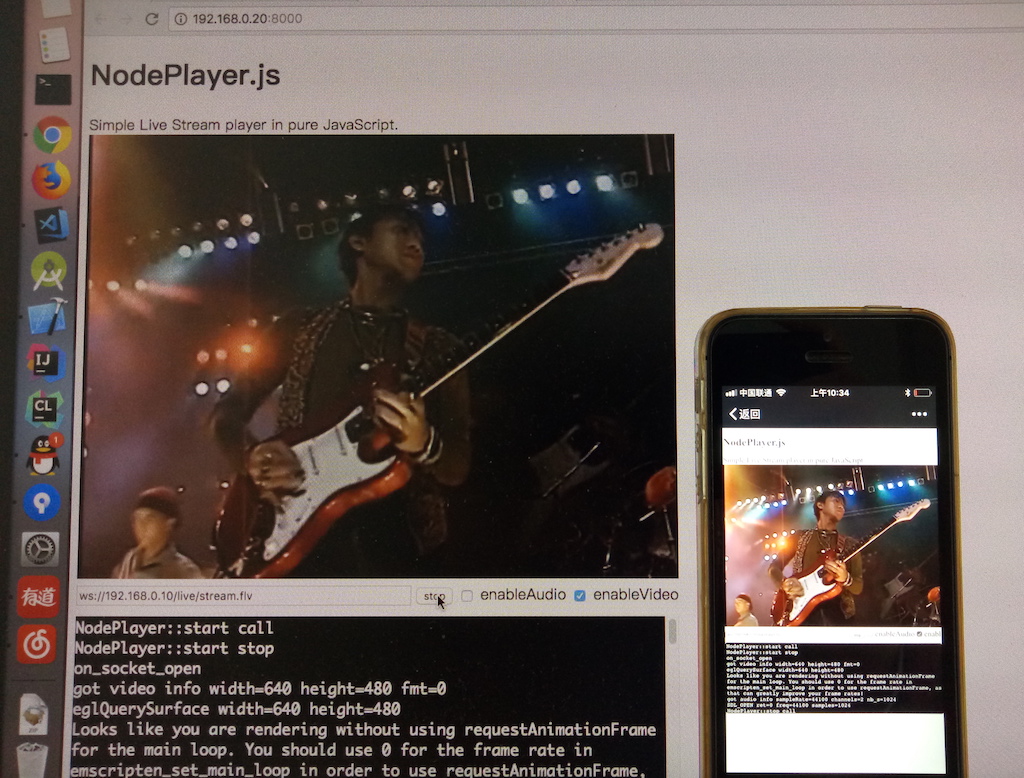 192.168.0.20:8000
NodePlayer.js
Simple Live Stream player in pure JavaScript.
IJ
CL
1
有道
ws://192.168.0.10/live/stream.flv
stop
enableAudio
enableVideo
NodePlayer::start call
NodePlayer::start stop
on_socket_open
got video info width=640 height=480 fmt=0
eglQuerySurface width=640 height=480
Looks like you are rendering without using requestAnimationFrame
for the main loop. You should use 0 for the frame rate in
emscripten_set_main_loop in order to use requestAnimationFrame,
中国联通
上午10:34
返回
NodePlayer.js
Simple Live Stream player in pure JavaScript.
enableAudio
enabl
NodePlayer::start call
NodePlayer::start stop
on_socket_open
got video info width=640 height=480 fmt=0
eglQuerySurface width=640 height=480
Looks like you are rendering without using requestAnimationFrame
for the main loop. You should use 0 for the frame rate in
emscripten_set_main_loop in order to use requestAnimationFrame, as
that can greatly improve your frame rates!
got audio info sampleRate=44100 channels=2 nb_s=1024
SDL_OPEN ret=0 freq=44100 samples=1024
NodePlayer::stop call